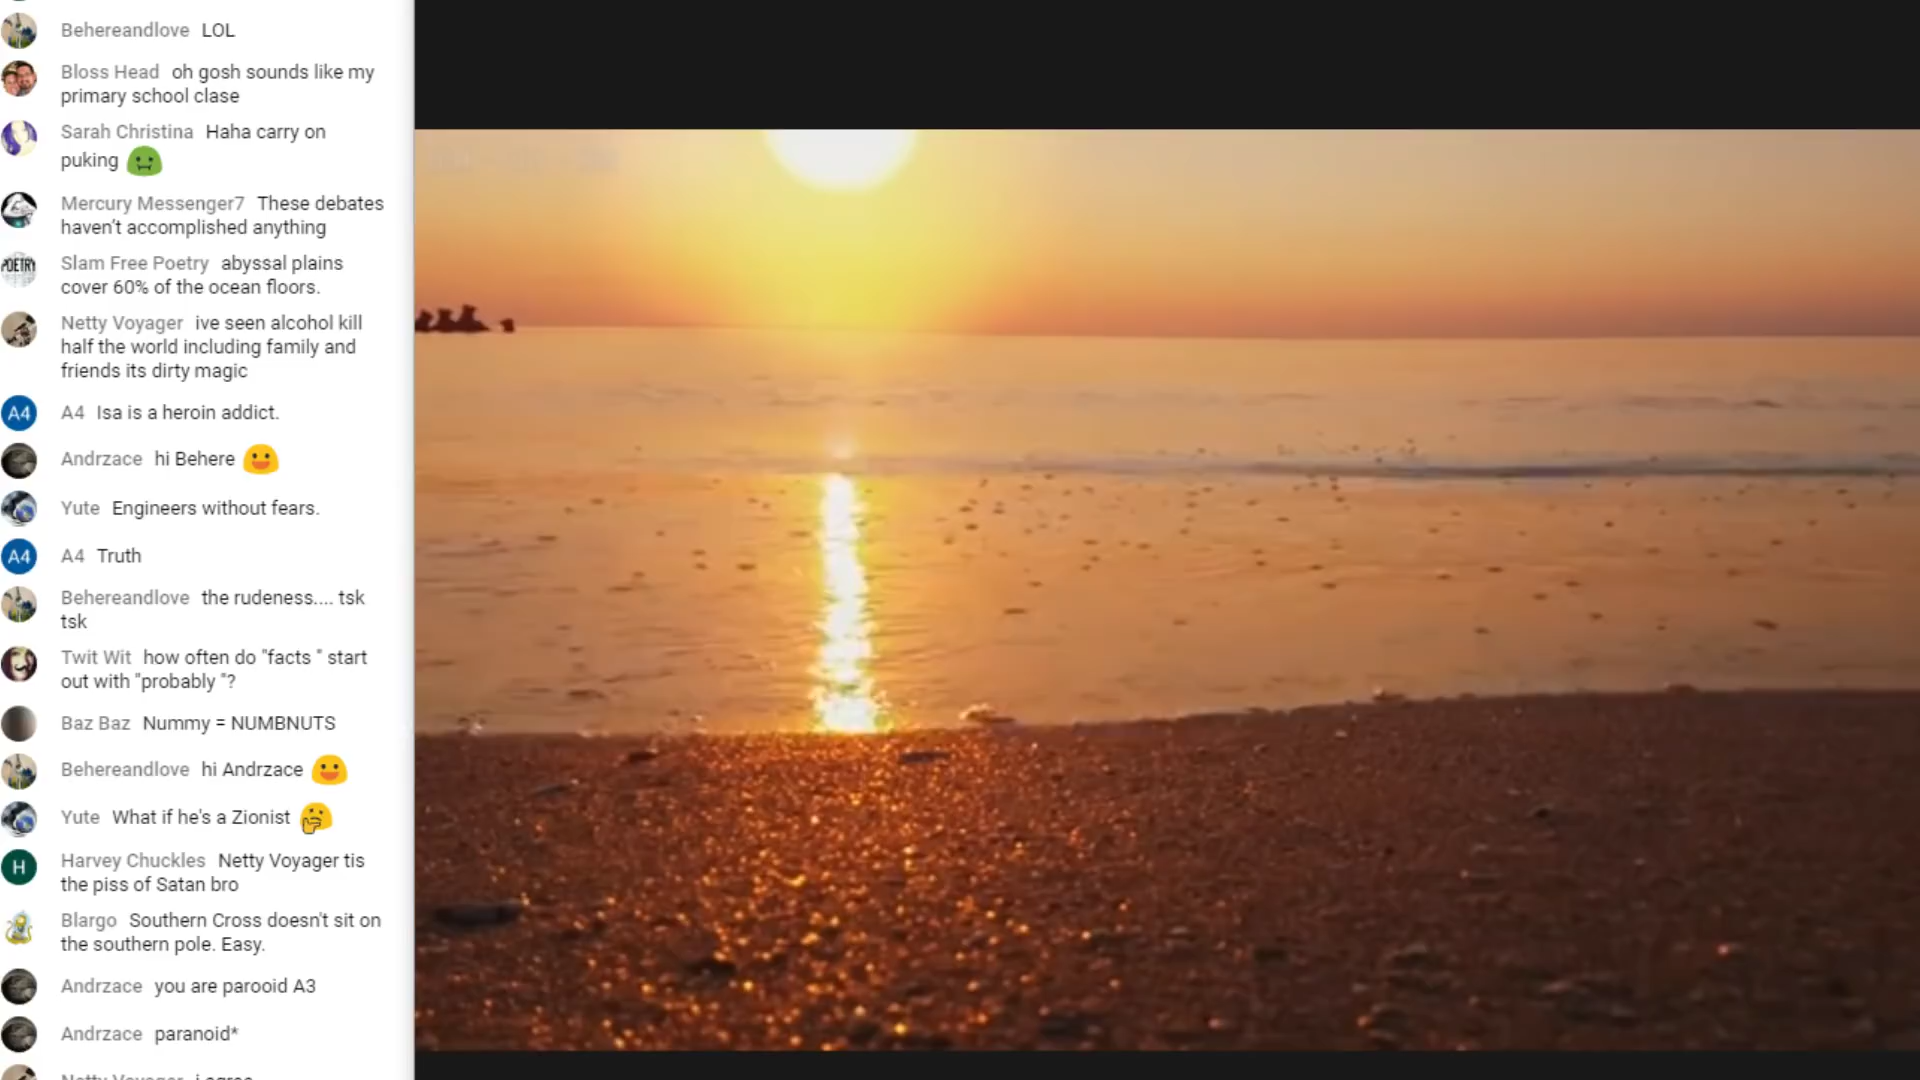 Behereandlove LOL
Bloss Head oh gosh sounds like my
primary school clase
Sarah Christina Haha carry on
puking
Mercury Messenger7 These debates
haven't accomplished anything
POETRY
Slam Free Poetry abyssal plains
cover 60% of the ocean floors.
Netty Voyager ive seen alcohol kill
half the world including family and
friends its dirty magic
A4 A4 Isa is a heroin addict.
Andrzace hi Behere
Yute Engineers without fears.
A4 A4 Truth
Behereandlove the rudeness.... tsk
tsk
Twit Wit how often do "facts " start
out with "probably "?
Baz Baz Nummy = NUMBNUTS
Behereandlove hi Andrzace
Yute What if he's a Zionist
H Harvey Chuckles Netty Voyager tis
the piss of Satan bro
Blargo Southern Cross doesn't sit on
the southern pole. Easy.
Andrzace you are parooid A3
Andrzace paranoid*
Netty Voyager i agree